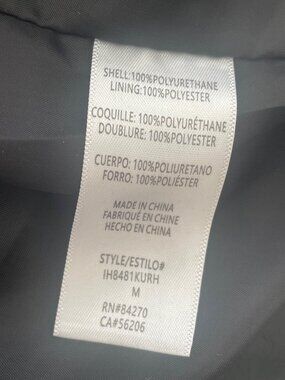 SHELL:100%POLYURETHANE
LINING:100%POLYESTER
COQUILLE:100%POLYURÉTHANE
DOUBLURE:100%POLYESTER
CUERPO:100%POLIURETANO
FORRO:100%POLIÉSTER
MADE IN CHINA
FABRIQUÉ EN CHINE
HECHO EN CHINA
STYLE/ESTILO#
IH8481KURH
M
RN#84270
CA#56206